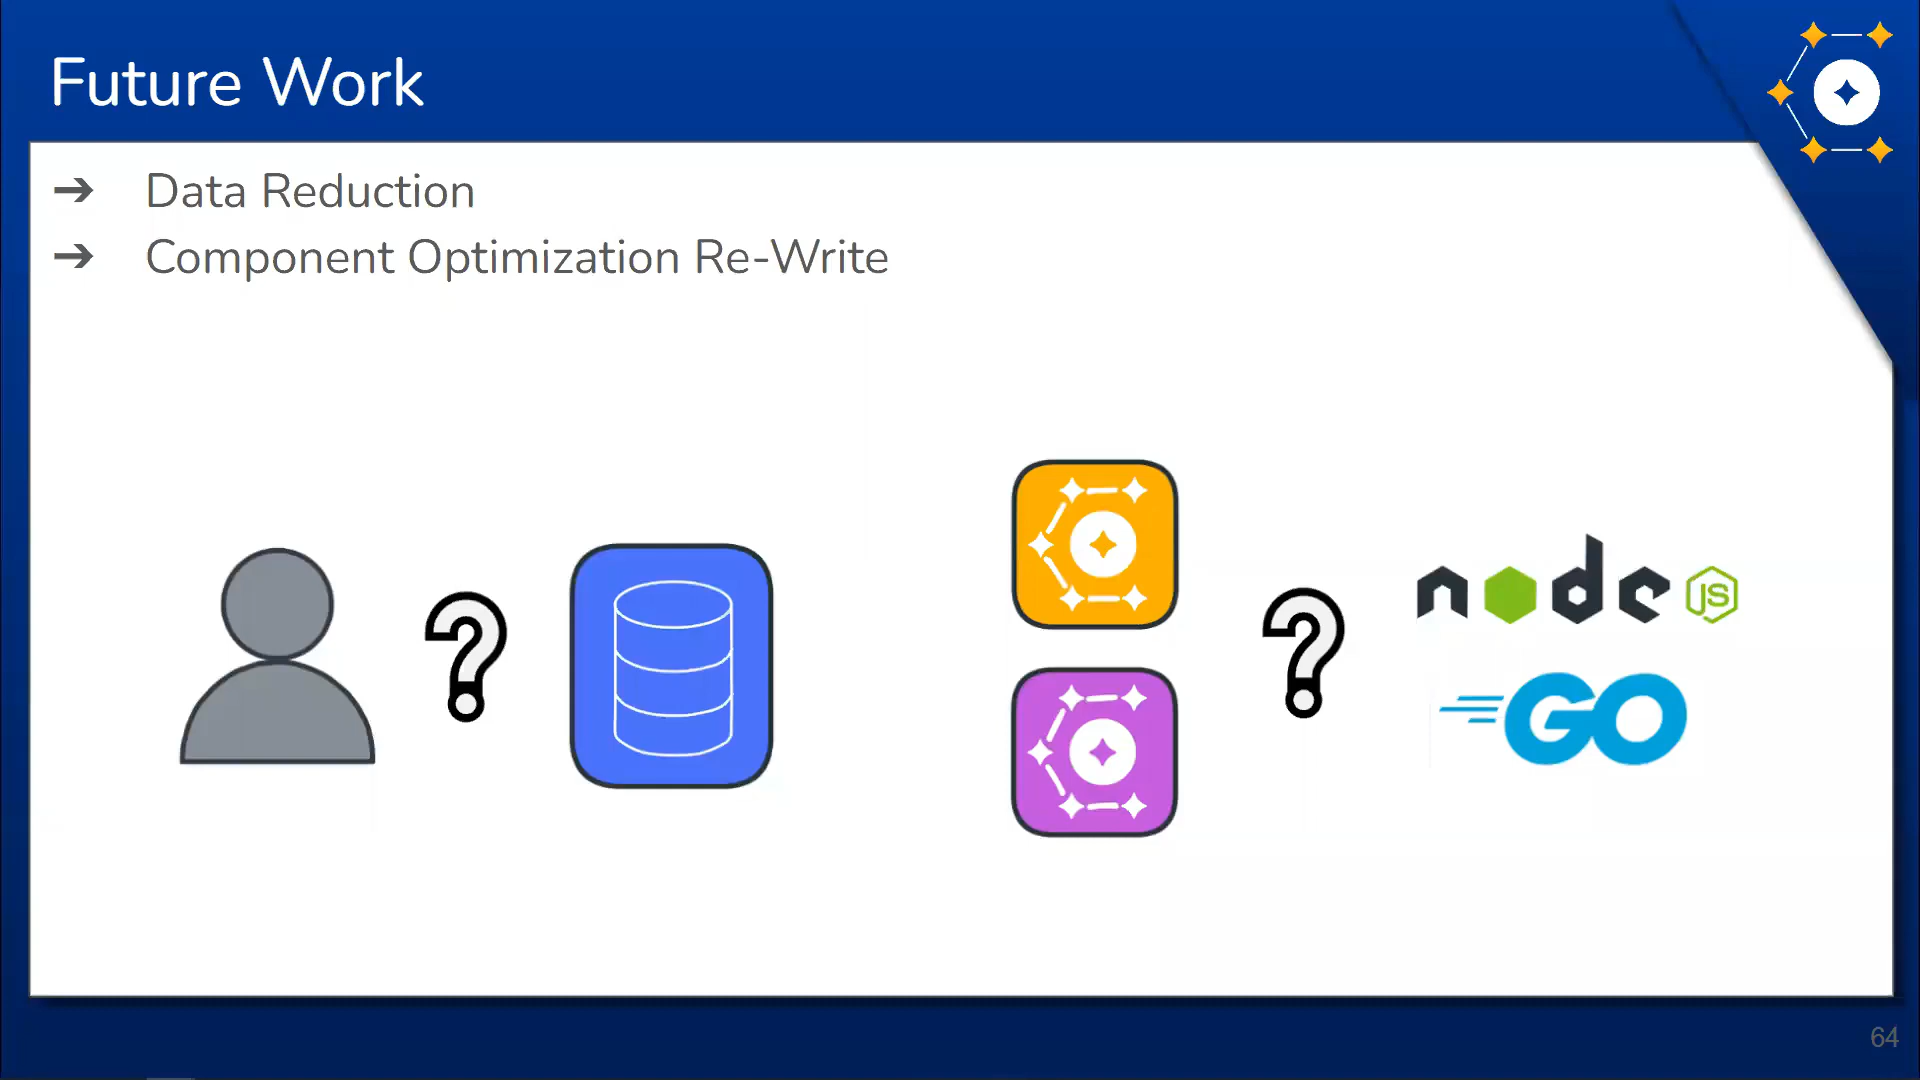 Future Work
➔ Data Reduction
➔ Component Optimization Re-Write
?
?
node JS
GO
64